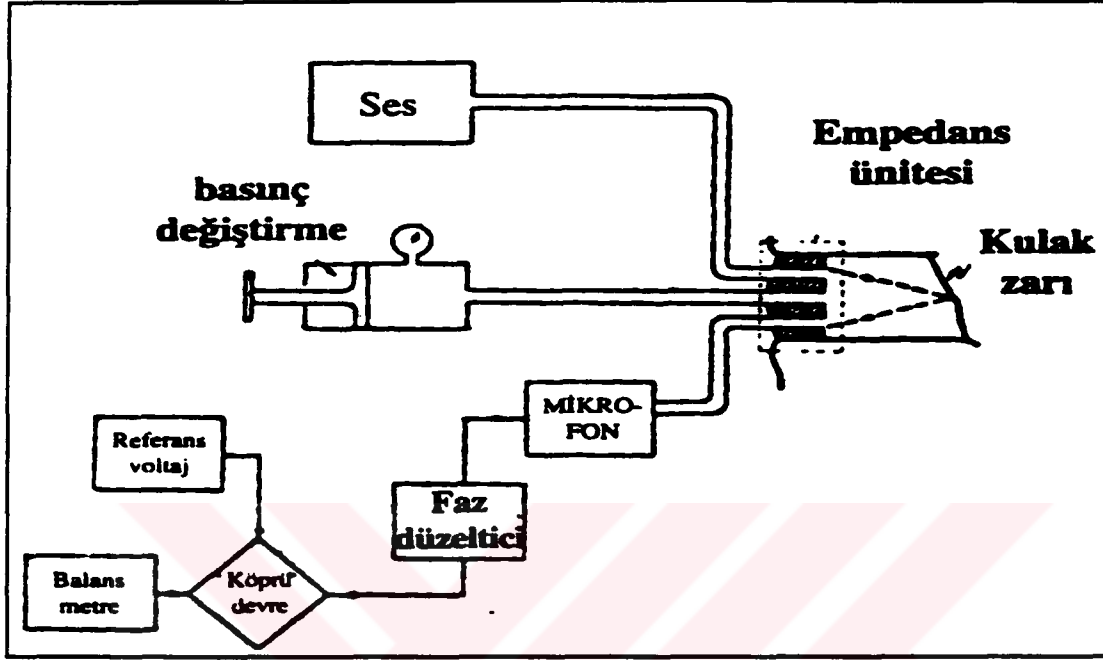 Ses
Empedans
ünitesi
basınç
değiştirme
Kulak
zarı
MİKRO-
FON
Referans
voltaj
Faz
düzeltici
Balans
metre
Köprü
devre